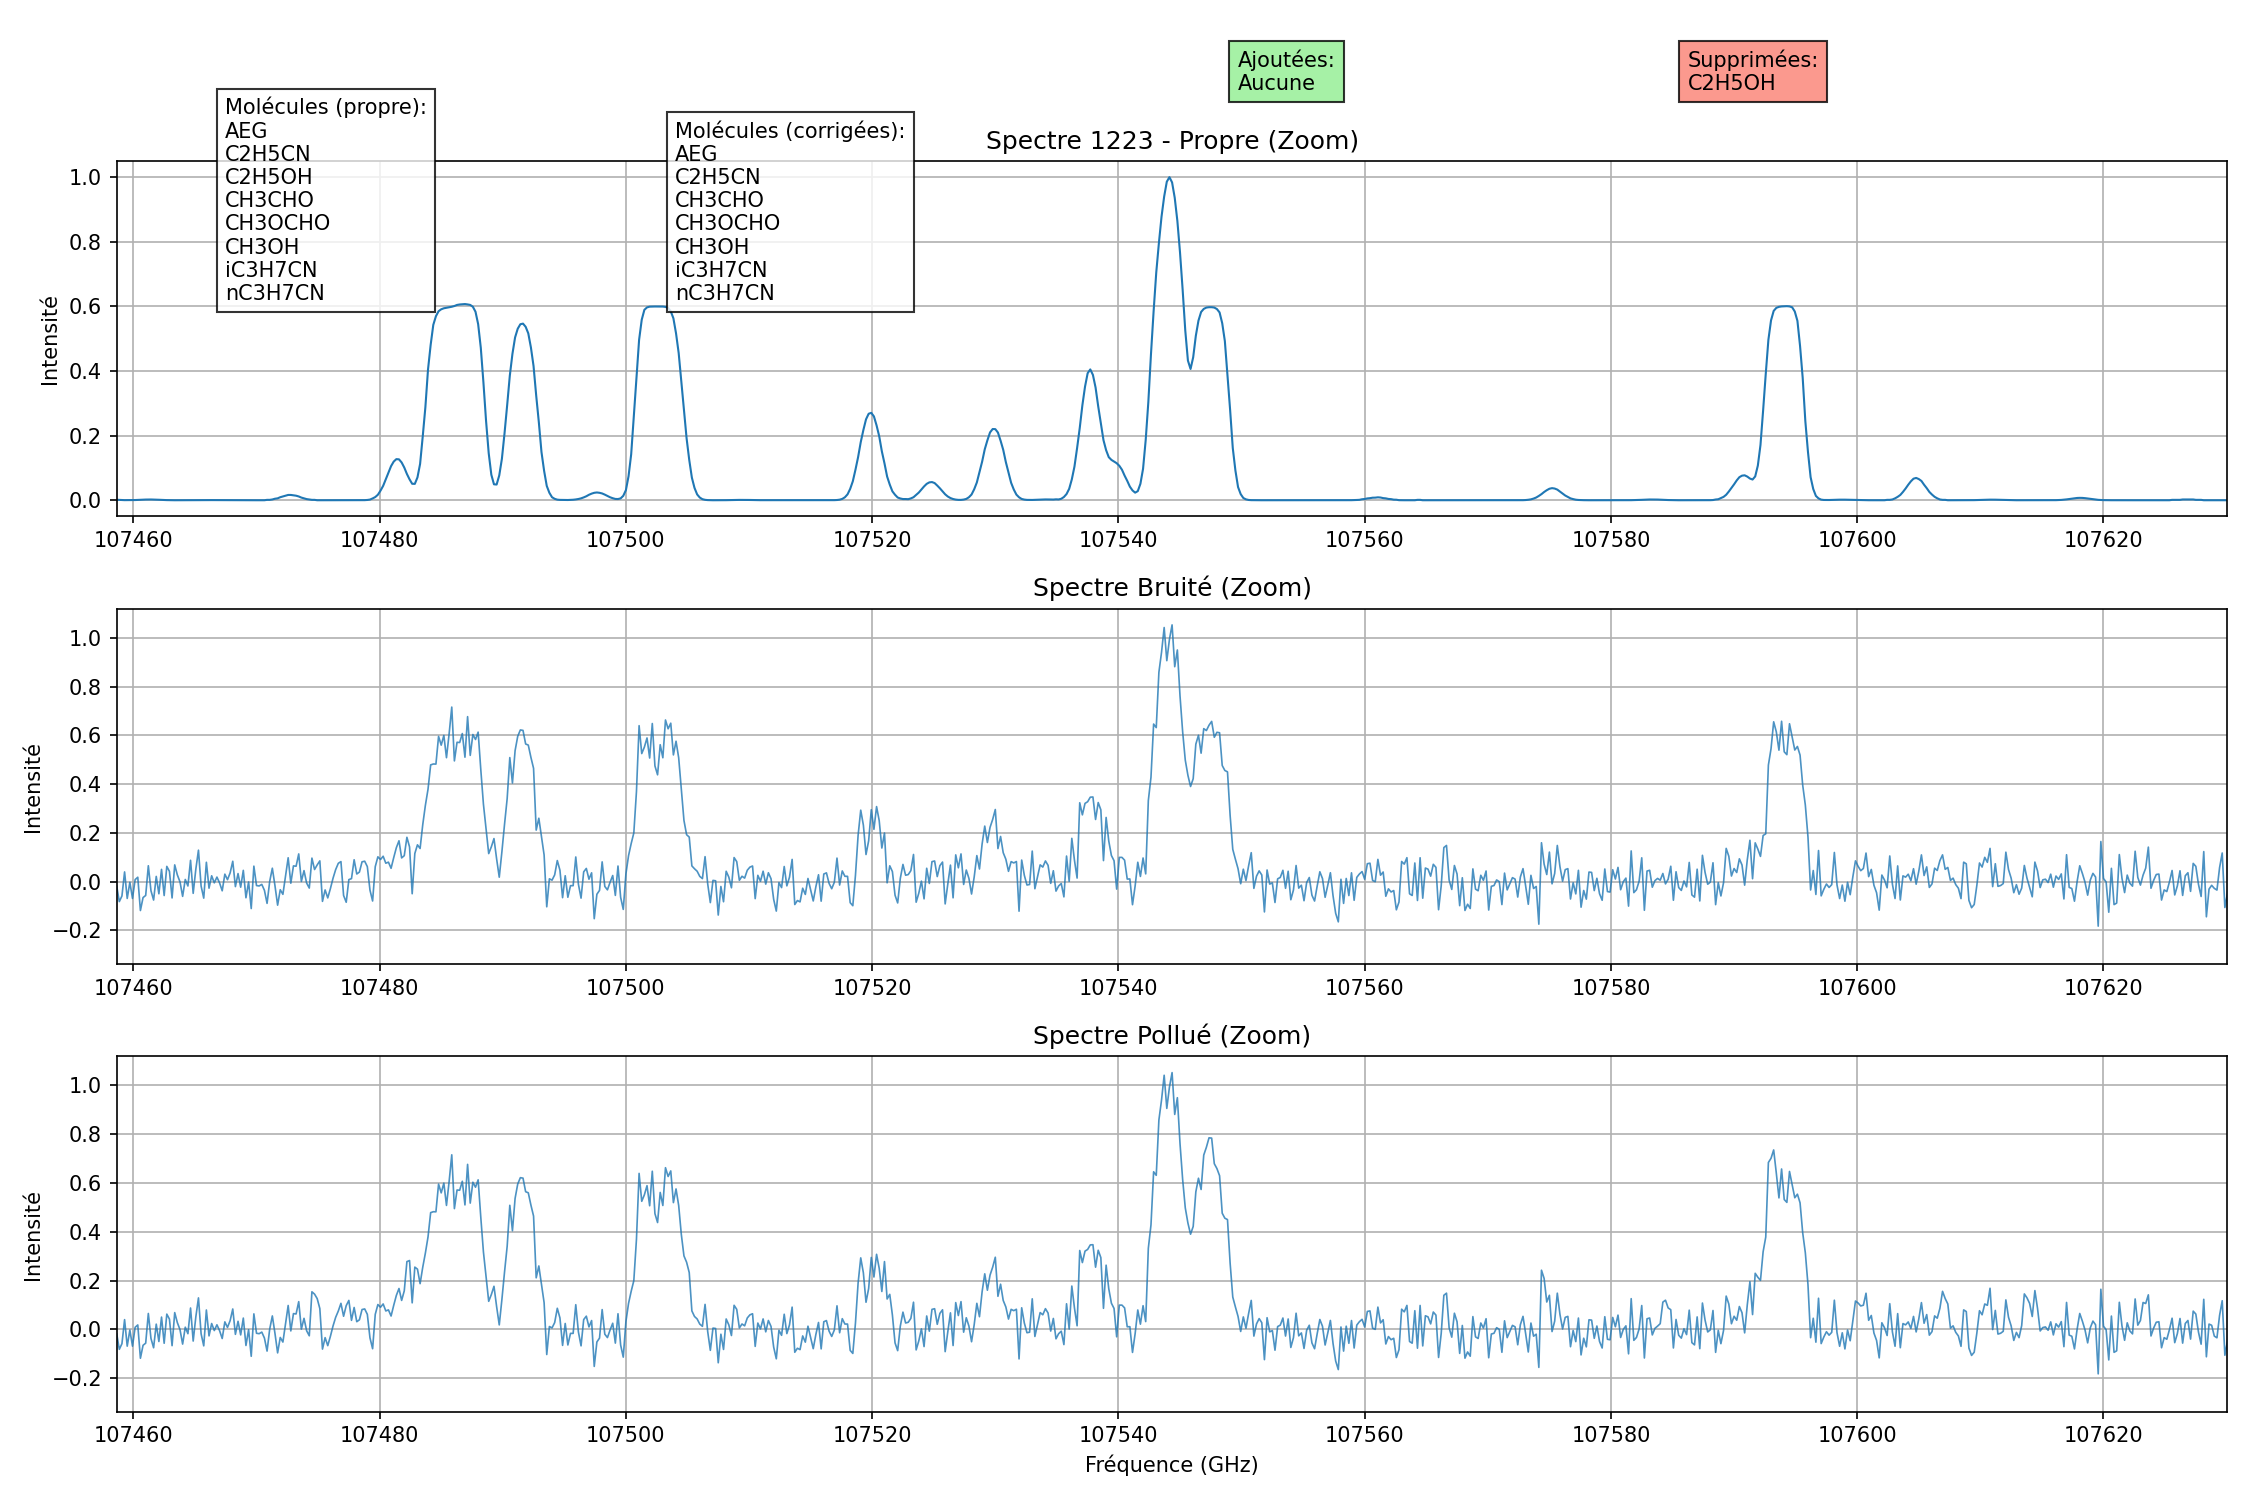 Ajoutées:
Aucune
Supprimées:
C2H5OH
Molécules (propre):
AEG
C2H5CN
C2H5OH
CH3CHO
CH3OCHO
CH3OH
iC3H7CN
nC3H7CN
Molécules (corrigées):
AEG
C2H5CN
CH3CHO
CH3OCHO
CH3OH
iC3H7CN
nC3H7CN
Spectre 1223 - Propre (Zoom)
Intensité
1.0
0.8
0.6
0.4
0.2
0.0
107460 107480 107500 107520 107540 107560 107580 107600 107620
Spectre Bruité (Zoom)
Intensité
1.0
0.8
0.6
0.4
0.2
0.0
−0.2
107460 107480 107500 107520 107540 107560 107580 107600 107620
Spectre Pollué (Zoom)
Intensité
1.0
0.8
0.6
0.4
0.2
0.0
−0.2
107460 107480 107500 107520 107540 107560 107580 107600 107620
Fréquence (GHz)